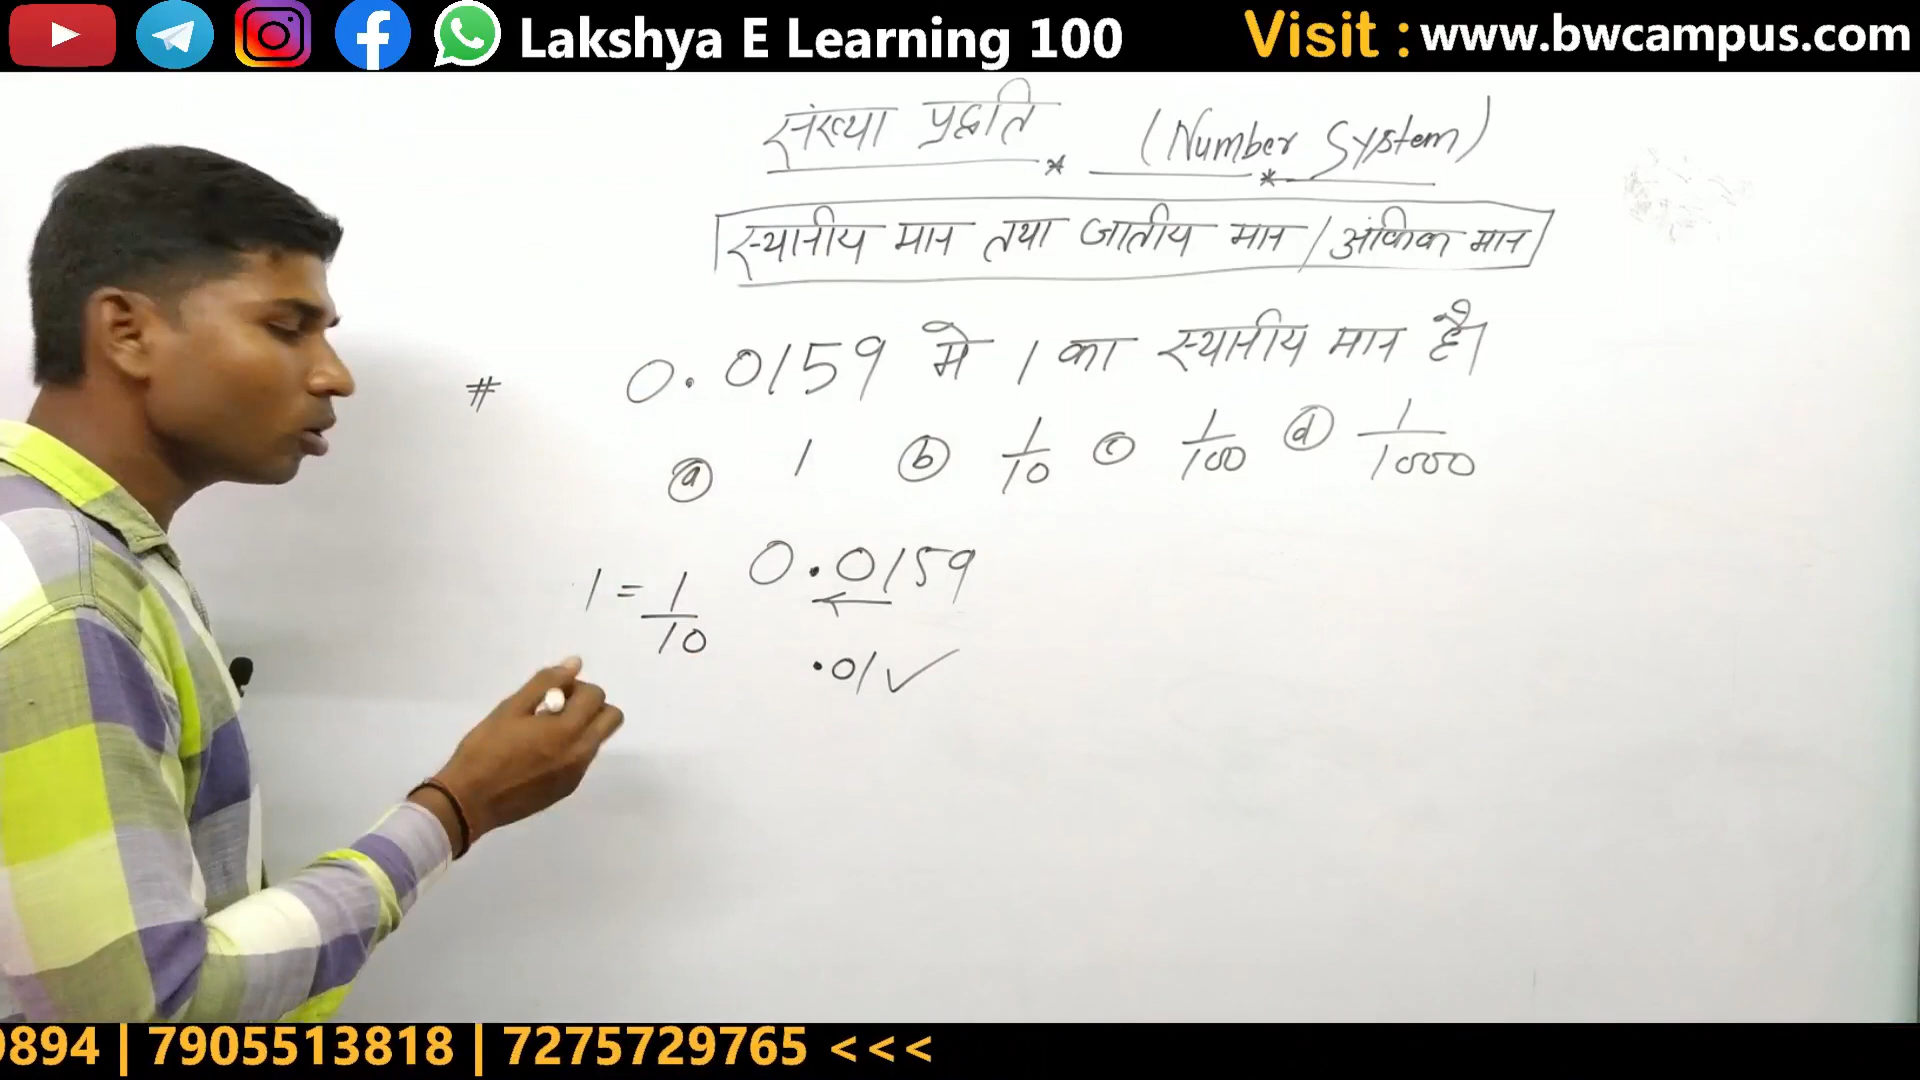 Lakshya E Learning 100 Visit : www.bwcampus.com
संख्या पद्धति (Number System)
स्थानीय मान तथा जातीय मान / आंकिक मान
# 0.0159 मे 1 का स्थानीय मान है।
(a) 1 (b) 1/10 (c) 1/100 (d) 1/1000
0.0159
1 = 1/10
.01 ✓
9894 | 7905513818 | 7275729765 <<<